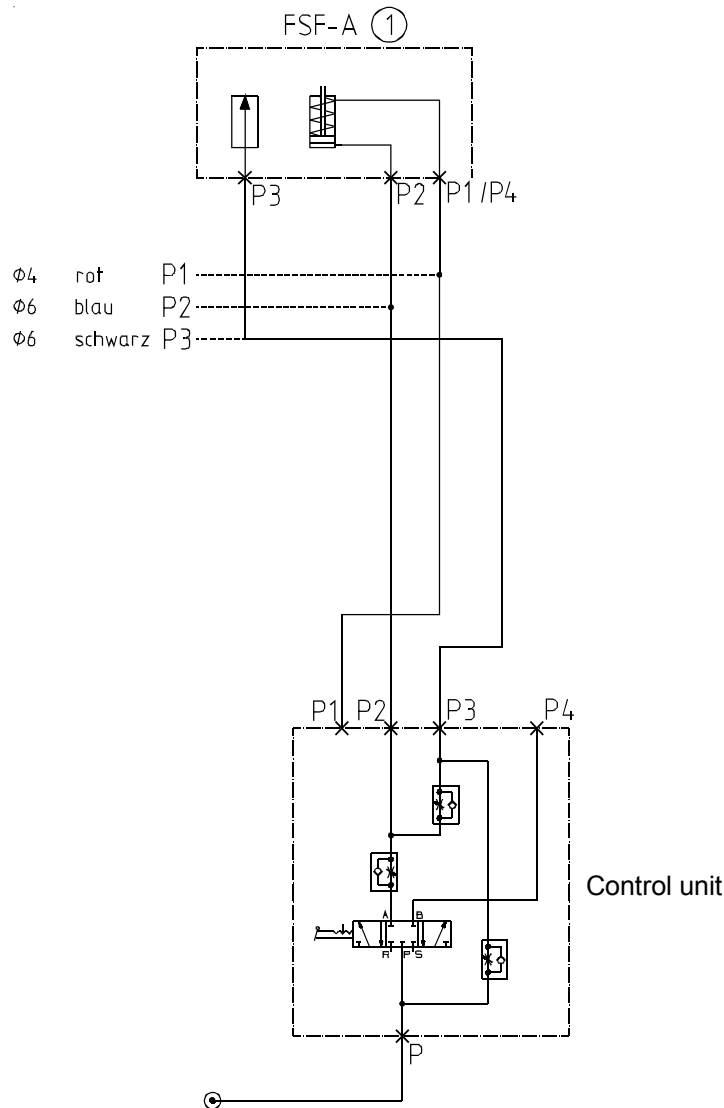 FSF-A 1
P3 P2 P1/P4
Φ4 rot P1
Φ6 blau P2
Φ6 schwarz P3
P1 P2 P3 P4
Control unit
A B
R P S
P